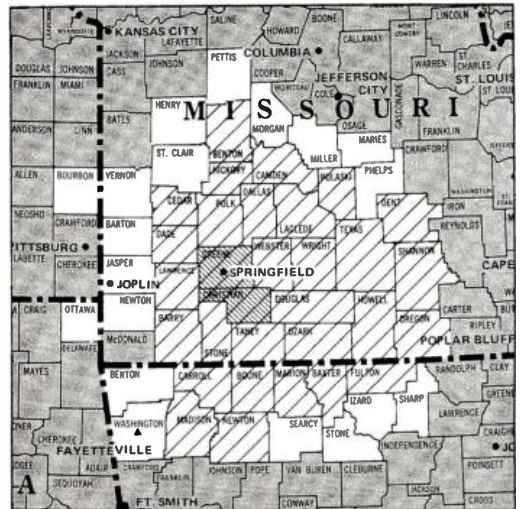 SALINE HOWARD BOONE LINCOLN
KANSAS CITY
LAFAYETTE CALLAWAY
JACKSON PETTIS COLUMBIA WARREN ST. CHARLES
DOUGLAS JOHNSON CASS JOHNSON COOPER JEFFERSON CITY ST. LOUIS
FRANKLIN MIAMI MONITEAU COLE ST. LOUIS
HENRY OSAGE GASCONADE
MISSOURI
ANDERSON LINN BATES MORGAN MARIES FRANKLIN
ST. CLAIR BENTON MILLER CRAWFORD
HICKORY CAMDEN PHELPS
ALLEN BOURBON VERNON DALLAS PULASKI WASHINGTON
CEDAR POLK DENT IRON
NEOSHO CRAWFORD BARTON LACLEDE TEXAS REYNOLDS
DADE WEBSTER WRIGHT SHANNON
PITTSBURG GREENE
LABETTE CHEROKEE JASPER LAWRENCE SPRINGFIELD CAPE
JOPLIN CHRISTIAN
CRAIG OTTAWA NEWTON DOUGLAS HOWELL CARTER
BARRY OREGON RIPLEY
DELAWARE McDONALD STONE TANEY OZARK POPLAR BLUFF
MAYES BENTON CARROLL BOONE MARION BAXTER FULTON RANDOLPH CLAY
GREENE
SHARP
WASHINGTON MADISON NEWTON SEARCY IZARD LAWRENCE
STONE
CHEROKEE FAYETTEVILLE INDEPENDENCE CRAIGHE
ADAIR CRAWFORD JOHNSON POPE VAN BUREN CLEBURNE POINSETT
SEQUOYAH FRANKLIN JACKSON
A FT. SMITH CONWAY CROSS